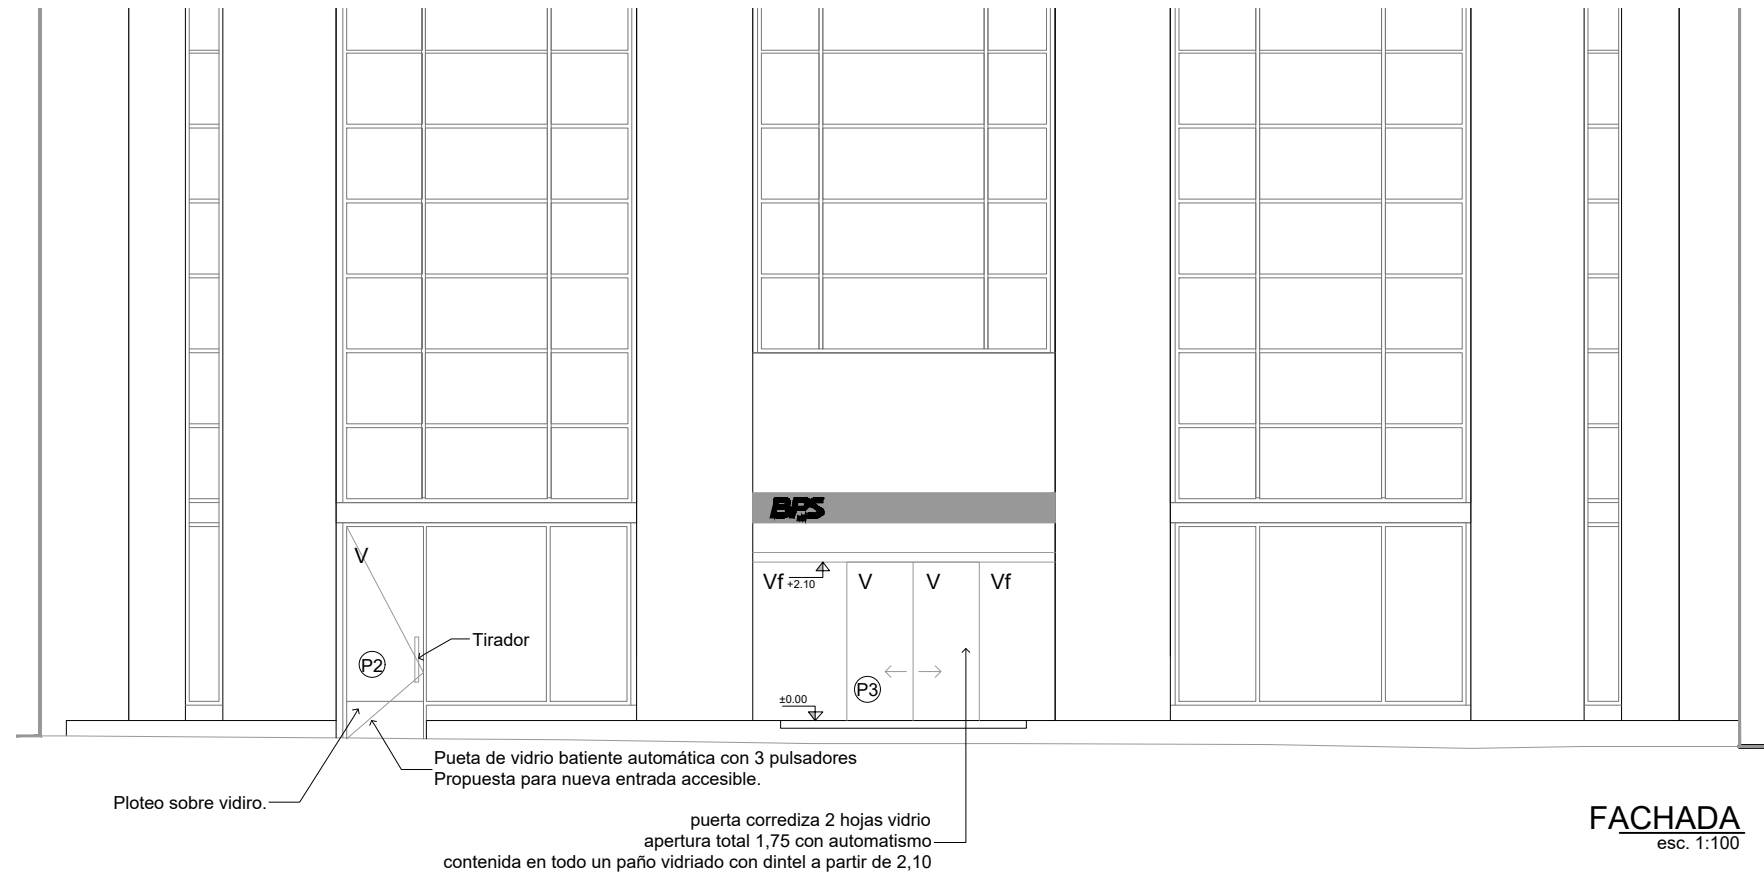 BPS
V
Vf
+2.10
V
V
Vf
Tirador
P2
P3
±0.00
Pueta de vidrio batiente automática con 3 pulsadores
Propuesta para nueva entrada accesible.
Ploteo sobre vidiro.
puerta corrediza 2 hojas vidrio
apertura total 1,75 con automatismo
contenida en todo un paño vidriado con dintel a partir de 2,10
FACHADA
esc. 1:100